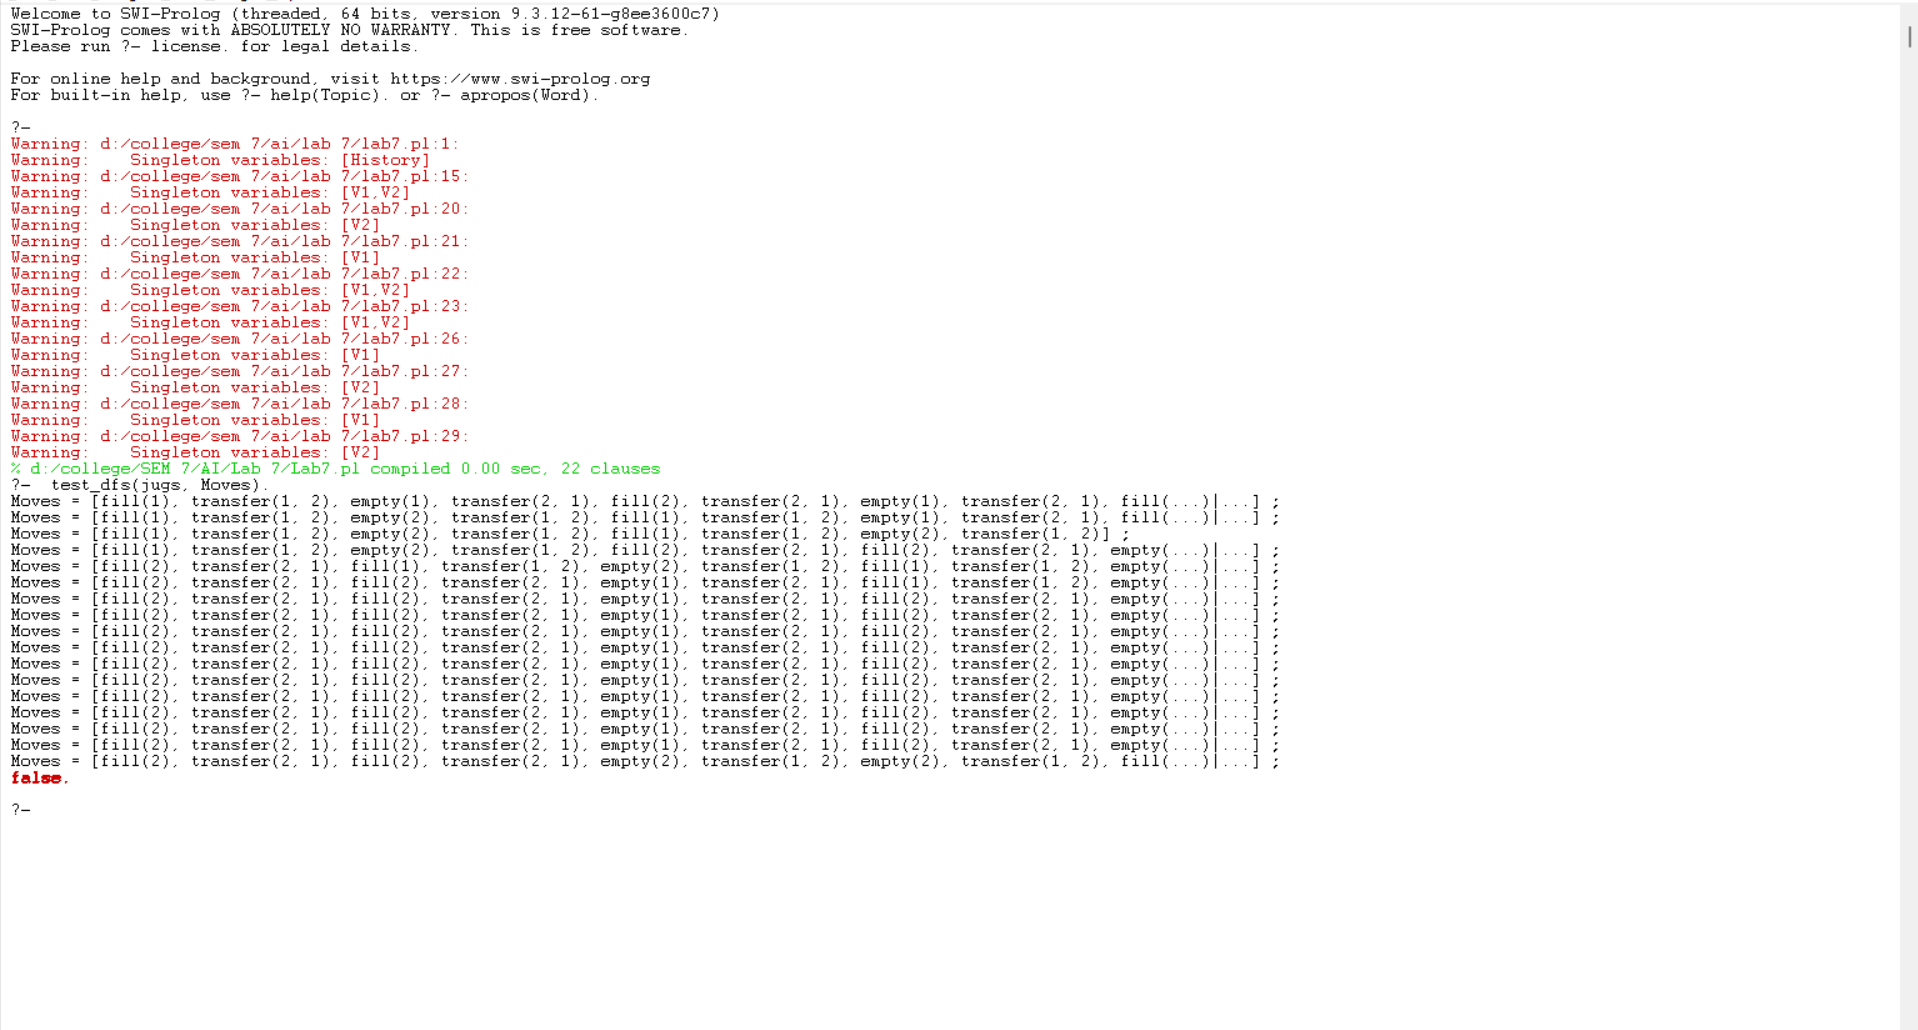 Welcome to SWI-Prolog (threaded, 64 bits, version 9.3.12-61-g8ee3600c7)
SWI-Prolog comes with ABSOLUTELY NO WARRANTY. This is free software.
Please run ?- license. for legal details.
For online help and background, visit https://www.swi-prolog.org
For built-in help, use ?- help(Topic). or ?- apropos(Word).
?-
Warning: d:/college/sem 7/ai/lab 7/lab7.pl:1:
Warning:    Singleton variables: [History]
Warning: d:/college/sem 7/ai/lab 7/lab7.pl:15:
Warning:    Singleton variables: [V1,V2]
Warning: d:/college/sem 7/ai/lab 7/lab7.pl:20:
Warning:    Singleton variables: [V2]
Warning: d:/college/sem 7/ai/lab 7/lab7.pl:21:
Warning:    Singleton variables: [V1]
Warning: d:/college/sem 7/ai/lab 7/lab7.pl:22:
Warning:    Singleton variables: [V1,V2]
Warning: d:/college/sem 7/ai/lab 7/lab7.pl:23:
Warning:    Singleton variables: [V1,V2]
Warning: d:/college/sem 7/ai/lab 7/lab7.pl:26:
Warning:    Singleton variables: [V1]
Warning: d:/college/sem 7/ai/lab 7/lab7.pl:27:
Warning:    Singleton variables: [V2]
Warning: d:/college/sem 7/ai/lab 7/lab7.pl:28:
Warning:    Singleton variables: [V1]
Warning: d:/college/sem 7/ai/lab 7/lab7.pl:29:
Warning:    Singleton variables: [V2]
% d:/college/SEM 7/AI/Lab 7/Lab7.pl compiled 0.00 sec, 22 clauses
?-  test_dfs(jugs, Moves).
Moves = [fill(1), transfer(1, 2), empty(1), transfer(2, 1), fill(2), transfer(2, 1), empty(1), transfer(2, 1), fill(...)|...] ;
Moves = [fill(1), transfer(1, 2), empty(2), transfer(1, 2), fill(1), transfer(1, 2), empty(1), transfer(2, 1), fill(...)|...] ;
Moves = [fill(1), transfer(1, 2), empty(2), transfer(1, 2), fill(1), transfer(1, 2), empty(2), transfer(1, 2)] ;
Moves = [fill(1), transfer(1, 2), empty(2), transfer(1, 2), fill(2), transfer(2, 1), fill(2), transfer(2, 1), empty(...)|...] ;
Moves = [fill(2), transfer(2, 1), fill(1), transfer(1, 2), empty(2), transfer(1, 2), fill(1), transfer(1, 2), empty(...)|...] ;
Moves = [fill(2), transfer(2, 1), fill(2), transfer(2, 1), empty(1), transfer(2, 1), fill(1), transfer(1, 2), empty(...)|...] ;
Moves = [fill(2), transfer(2, 1), fill(2), transfer(2, 1), empty(1), transfer(2, 1), fill(2), transfer(2, 1), empty(...)|...] ;
Moves = [fill(2), transfer(2, 1), fill(2), transfer(2, 1), empty(1), transfer(2, 1), fill(2), transfer(2, 1), empty(...)|...] ;
Moves = [fill(2), transfer(2, 1), fill(2), transfer(2, 1), empty(1), transfer(2, 1), fill(2), transfer(2, 1), empty(...)|...] ;
Moves = [fill(2), transfer(2, 1), fill(2), transfer(2, 1), empty(1), transfer(2, 1), fill(2), transfer(2, 1), empty(...)|...] ;
Moves = [fill(2), transfer(2, 1), fill(2), transfer(2, 1), empty(1), transfer(2, 1), fill(2), transfer(2, 1), empty(...)|...] ;
Moves = [fill(2), transfer(2, 1), fill(2), transfer(2, 1), empty(1), transfer(2, 1), fill(2), transfer(2, 1), empty(...)|...] ;
Moves = [fill(2), transfer(2, 1), fill(2), transfer(2, 1), empty(1), transfer(2, 1), fill(2), transfer(2, 1), empty(...)|...] ;
Moves = [fill(2), transfer(2, 1), fill(2), transfer(2, 1), empty(1), transfer(2, 1), fill(2), transfer(2, 1), empty(...)|...] ;
Moves = [fill(2), transfer(2, 1), fill(2), transfer(2, 1), empty(1), transfer(2, 1), fill(2), transfer(2, 1), empty(...)|...] ;
Moves = [fill(2), transfer(2, 1), fill(2), transfer(2, 1), empty(1), transfer(2, 1), fill(2), transfer(2, 1), empty(...)|...] ;
Moves = [fill(2), transfer(2, 1), fill(2), transfer(2, 1), empty(2), transfer(1, 2), empty(2), transfer(1, 2), fill(...)|...] ;
false.
?-